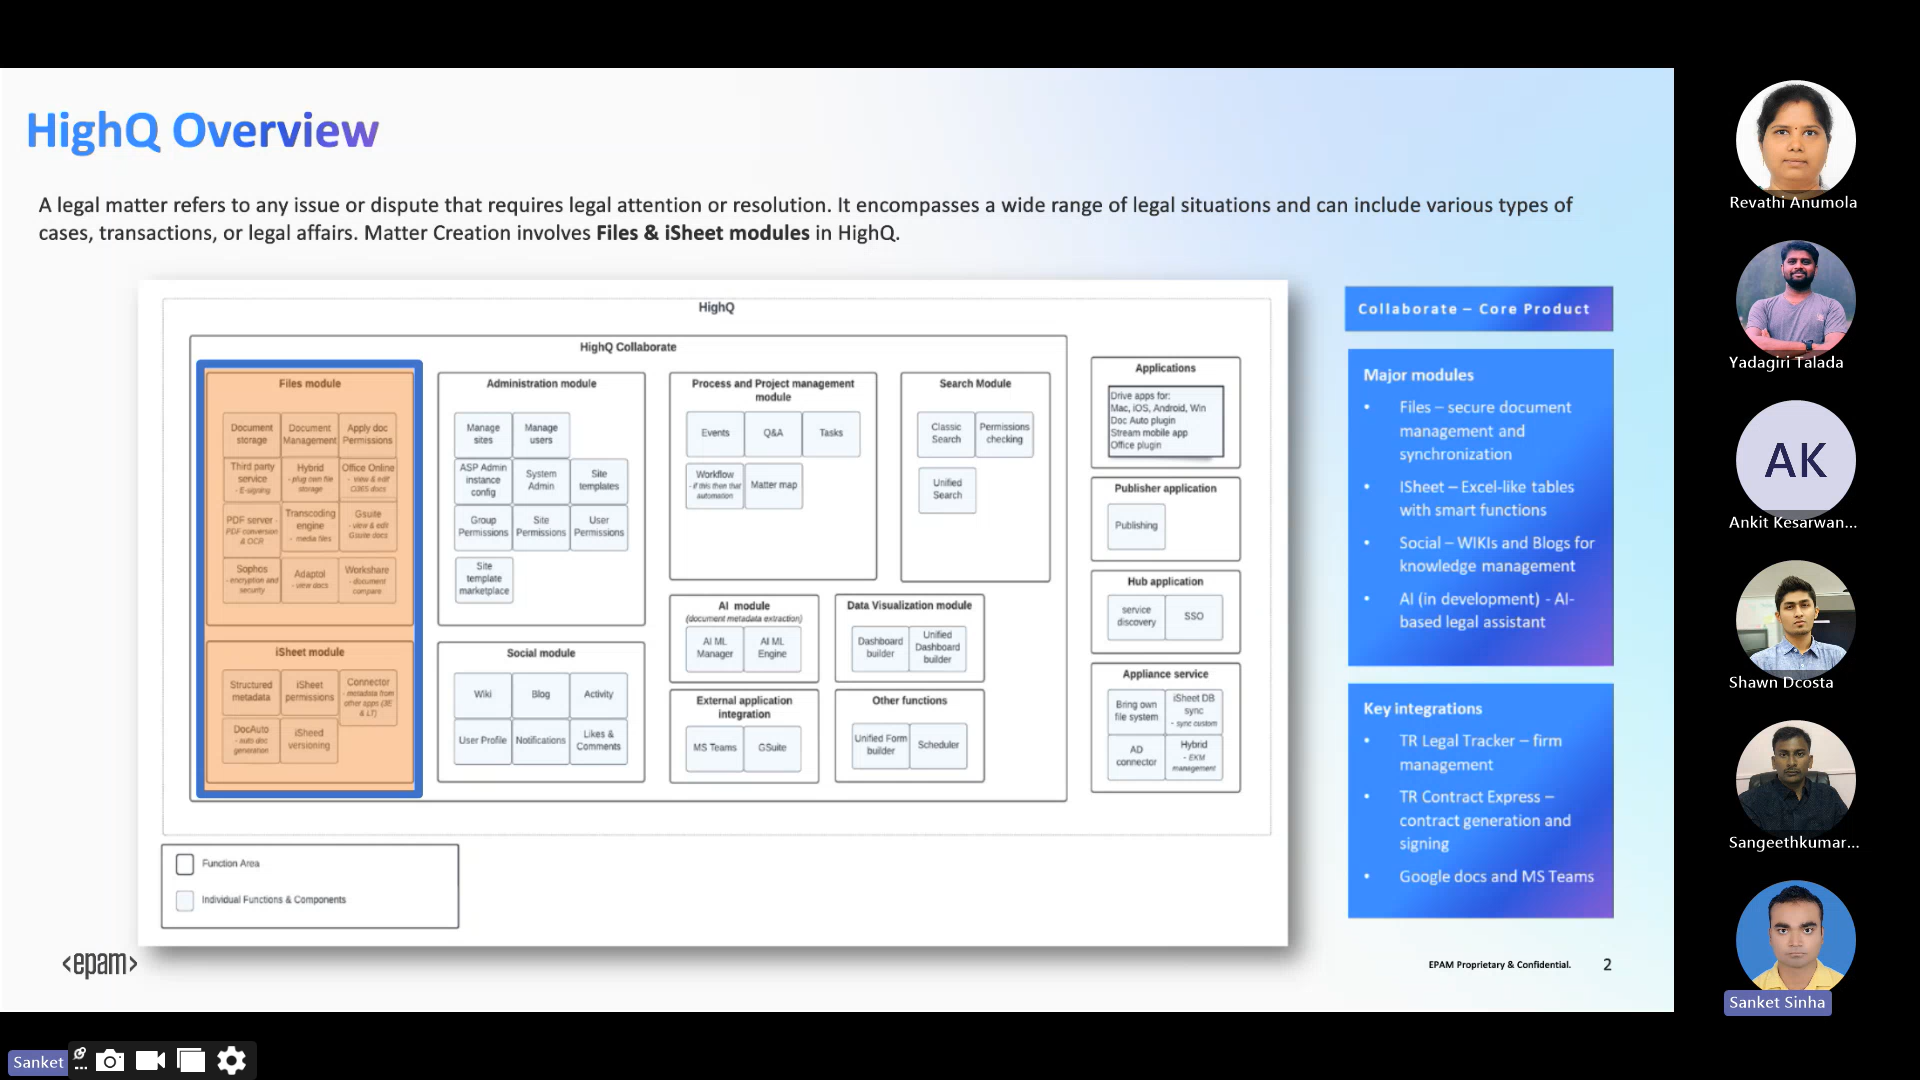 HighQ Overview
A legal matter refers to any issue or dispute that requires legal attention or resolution. It encompasses a wide range of legal situations and can include various types of
cases, transactions, or legal affairs. Matter Creation involves Files & iSheet modules in HighQ.
HighQ
HighQ Collaborate
Files module
Document
storage
Document
Management
Apply doc
Permissions
Third party
service
- E-signing
Hybrid
- plug own file
storage
Office Online
- view & edit
O365 docs
PDF server -
PDF conversion
& OCR
Transcoding
engine
- media files
Gsuite
- view & edit
Gsuite docs
Sophos
- encryption and
security
Adaptol
- view docs
Workshare
- document
compare
iSheet module
Structured
metadata
iSheet
permissions
Connector
- metadata from
other apps (3E
& LT)
DocAuto
- auto doc
generation
iSheed
versioning
Administration module
Manage
sites
Manage
users
ASP Admin
instance
config
System
Admin
Site
templates
Group
Permissions
Site
Permissions
User
Permissions
Site
template
marketplace
Social module
Wiki
Blog
Activity
User Profile
Notifications
Likes &
Comments
Process and Project management
module
Events
Q&A
Tasks
Workflow
- if this then that
automation
Matter map
Search Module
Classic
Search
Permissions
checking
Unified
Search
AI module
(document metadata extraction)
AI ML
Manager
AI ML
Engine
Data Visualization module
Dashboard
builder
Unified
Dashboard
builder
External application
integration
MS Teams
GSuite
Other functions
Unified Form
builder
Scheduler
Applications
Drive apps for:
Mac, iOS, Android, Win
Doc Auto plugin
Stream mobile app
Office plugin
Publisher application
Publishing
Hub application
service
discovery
SSO
Appliance service
Bring own
file system
iSheet DB
sync
- sync custom
AD
connector
Hybrid
- EKM
management
Function Area
Individual Functions & Components
Collaborate – Core Product
Major modules
• Files – secure document
management and
synchronization
• ISheet – Excel-like tables
with smart functions
• Social – WIKIs and Blogs for
knowledge management
• AI (in development) - AI-
based legal assistant
Key integrations
• TR Legal Tracker – firm
management
• TR Contract Express –
contract generation and
signing
• Google docs and MS Teams
<epam>
EPAM Proprietary & Confidential.
2
Revathi Anumola
Yadagiri Talada
AK
Ankit Kesarwan...
Shawn Dcosta
Sangeethkumar...
Sanket Sinha
Sanket